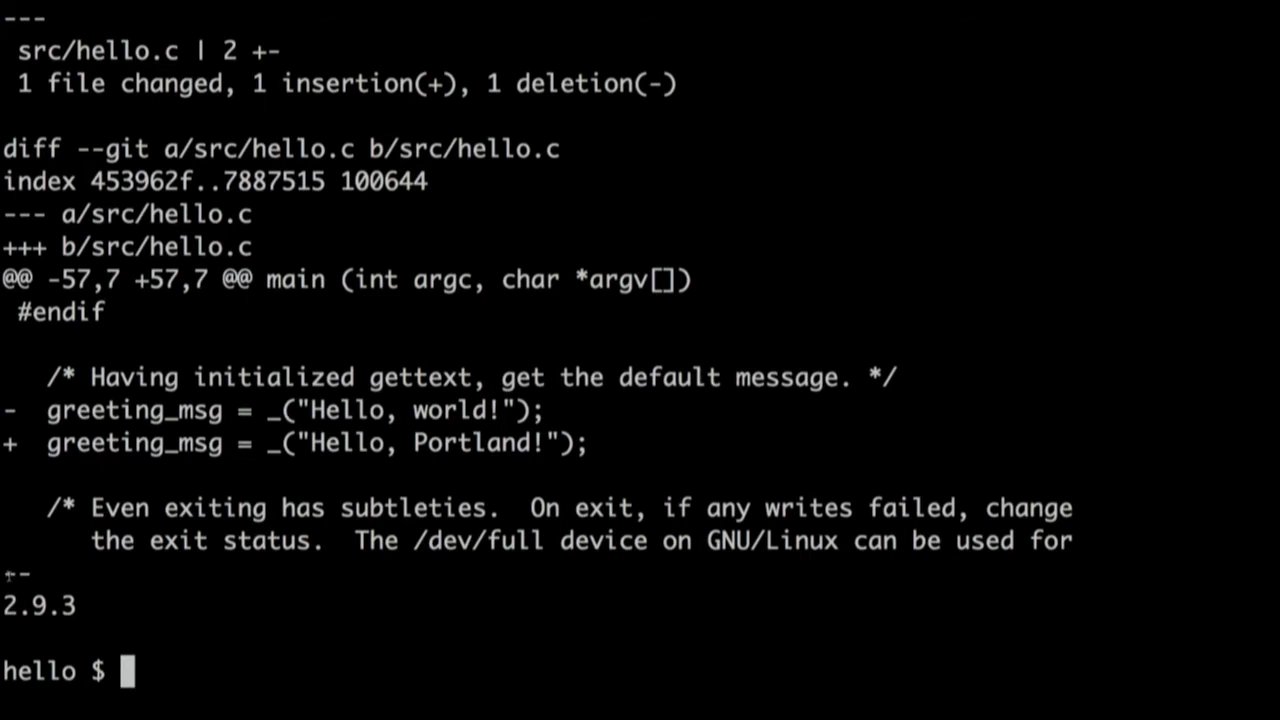 ---
 src/hello.c | 2 +-
 1 file changed, 1 insertion(+), 1 deletion(-)

diff --git a/src/hello.c b/src/hello.c
index 453962f..7887515 100644
--- a/src/hello.c
+++ b/src/hello.c
@@ -57,7 +57,7 @@ main (int argc, char *argv[])
 #endif

   /* Having initialized gettext, get the default message. */
-  greeting_msg = _("Hello, world!");
+  greeting_msg = _("Hello, Portland!");

   /* Even exiting has subtleties.  On exit, if any writes failed, change
      the exit status.  The /dev/full device on GNU/Linux can be used for
--
2.9.3

hello $